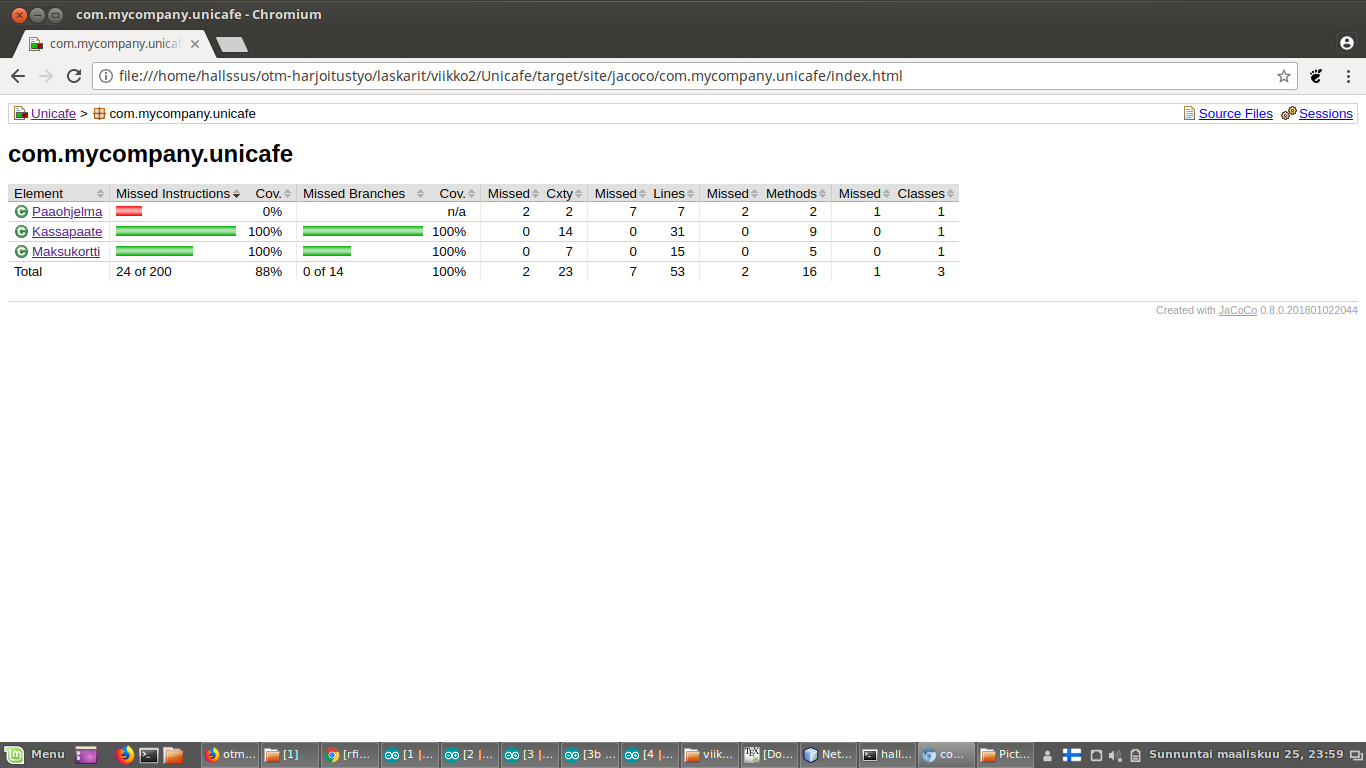 com.mycompany.unicafe - Chromium
com.mycompany.unica
file:///home/hallssus/otm-harjoitustyo/laskarit/viikko2/Unicafe/target/site/jacoco/com.mycompany.unicafe/index.html
Unicafe > com.mycompany.unicafe Source Files Sessions
com.mycompany.unicafe
Element Missed Instructions Cov. Missed Branches Cov. Missed Cxty Missed Lines Missed Methods Missed Classes
C Paaohjelma 0% n/a 2 2 7 7 2 2 1 1
C Kassapaate 100% 100% 0 14 0 31 0 9 0 1
C Maksukortti 100% 100% 0 7 0 15 0 5 0 1
Total 24 of 200 88% 0 of 14 100% 2 23 7 53 2 16 1 3
Created with JaCoCo 0.8.0.201801022044
Menu otm... [1] [rfi... [1 |... [2 |... [3 |... [3b ... [4 |... viik... [Do... Net... hall... co... Pict... Sunnuntai maaliskuu 25, 23:59